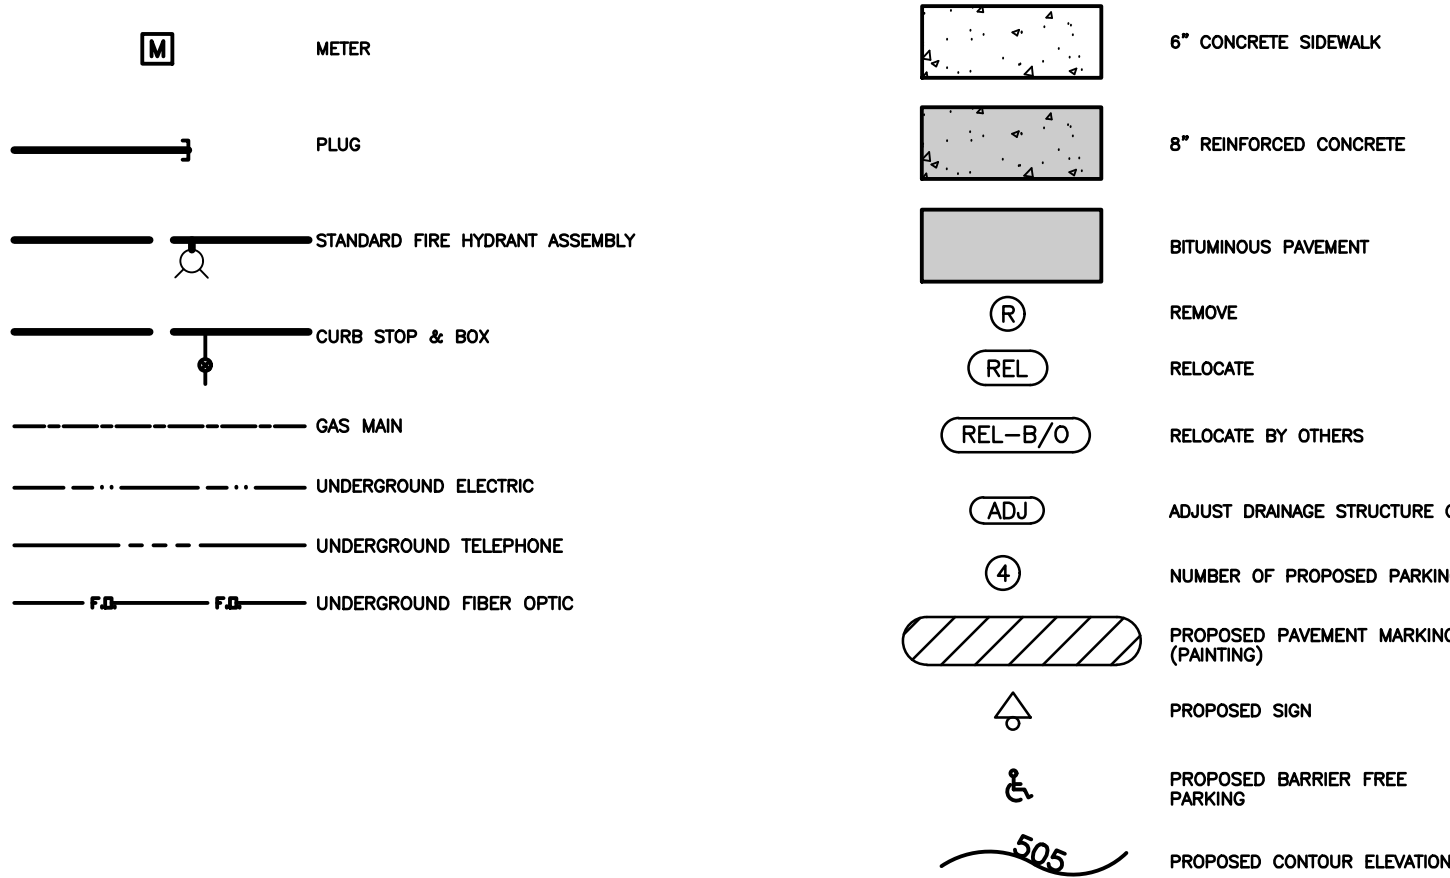 M METER
PLUG
STANDARD FIRE HYDRANT ASSEMBLY
CURB STOP & BOX
GAS MAIN
UNDERGROUND ELECTRIC
UNDERGROUND TELEPHONE
F.O. F.O. UNDERGROUND FIBER OPTIC
6" CONCRETE SIDEWALK
8" REINFORCED CONCRETE
BITUMINOUS PAVEMENT
R REMOVE
REL RELOCATE
REL-B/O RELOCATE BY OTHERS
ADJ ADJUST DRAINAGE STRUCTURE
4 NUMBER OF PROPOSED PARKIN
PROPOSED PAVEMENT MARKING
(PAINTING)
PROPOSED SIGN
PROPOSED BARRIER FREE
PARKING
505 PROPOSED CONTOUR ELEVATION